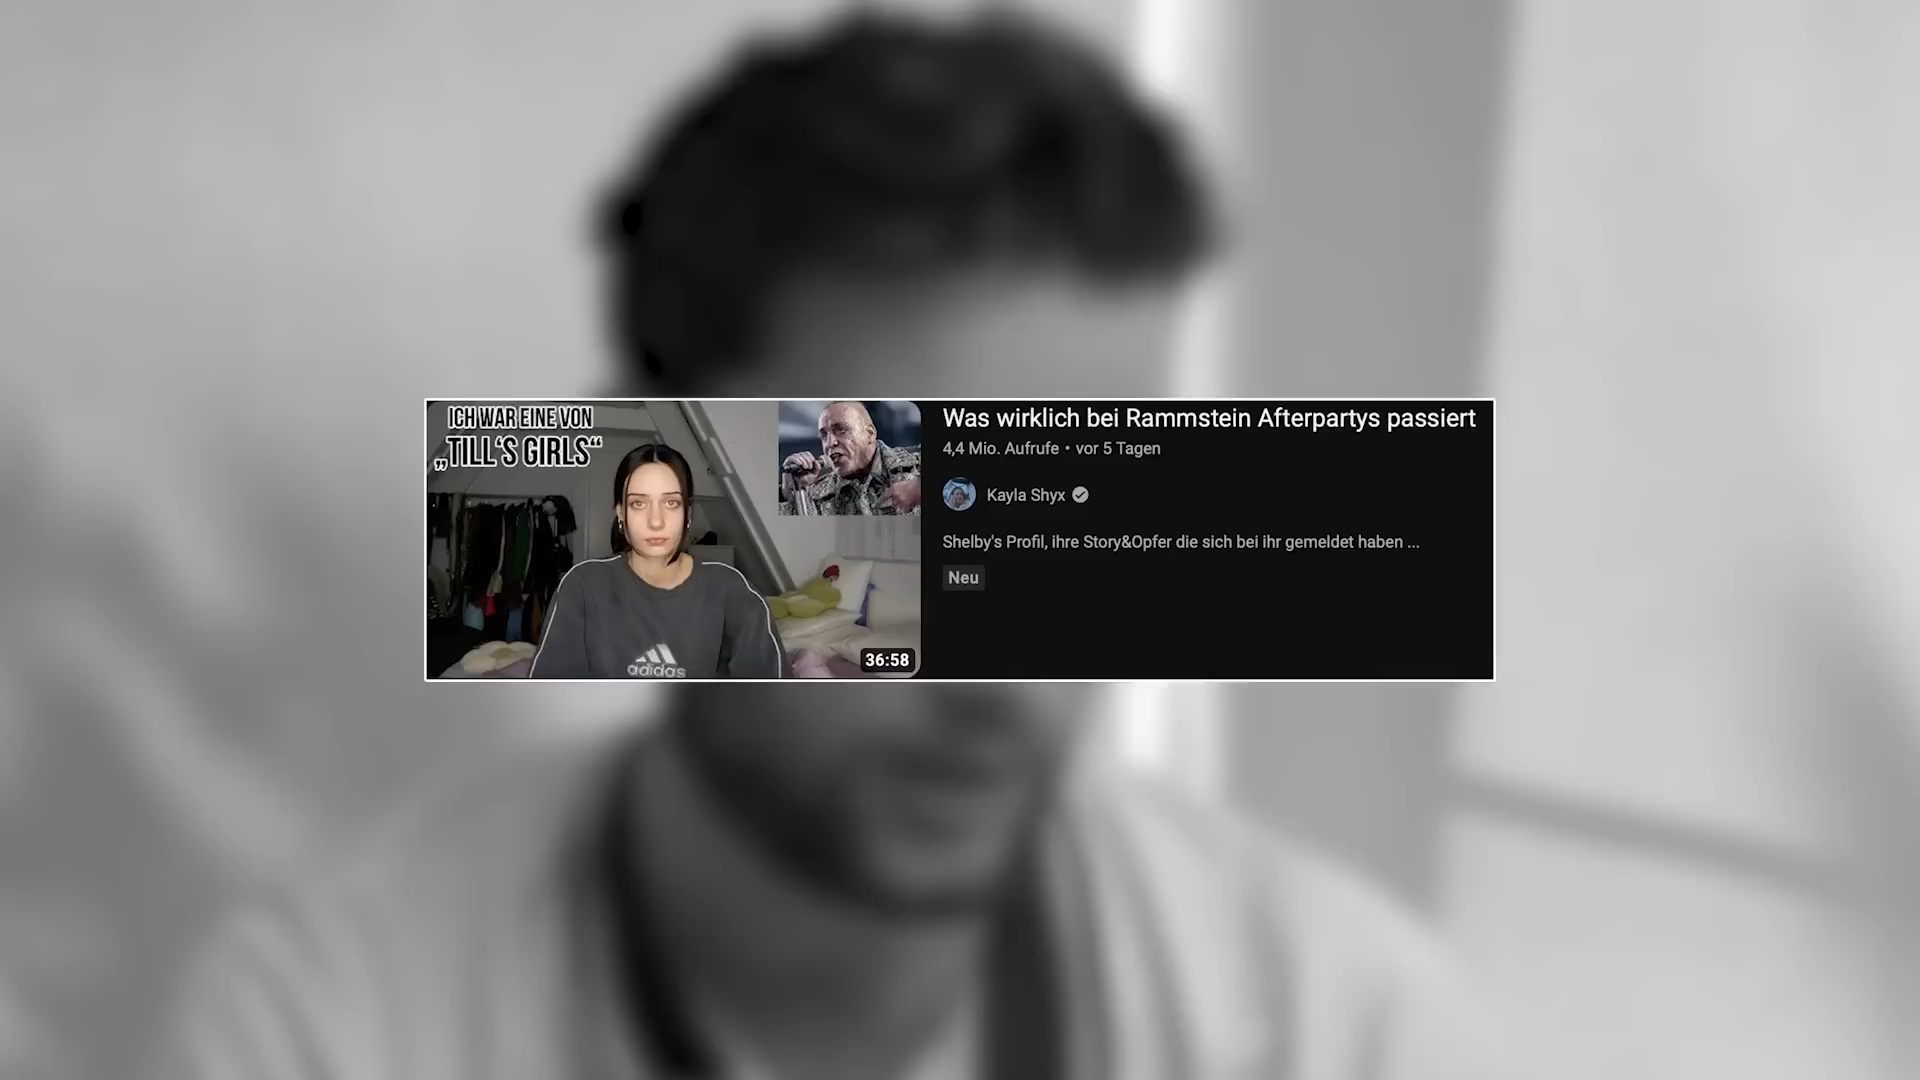 ICH WAR EINE VON
„TILL'S GIRLS“
adidas
36:58
Was wirklich bei Rammstein Afterpartys passiert
4,4 Mio. Aufrufe • vor 5 Tagen
Kayla Shyx
Shelby's Profil, ihre Story&Opfer die sich bei ihr gemeldet haben ...
Neu